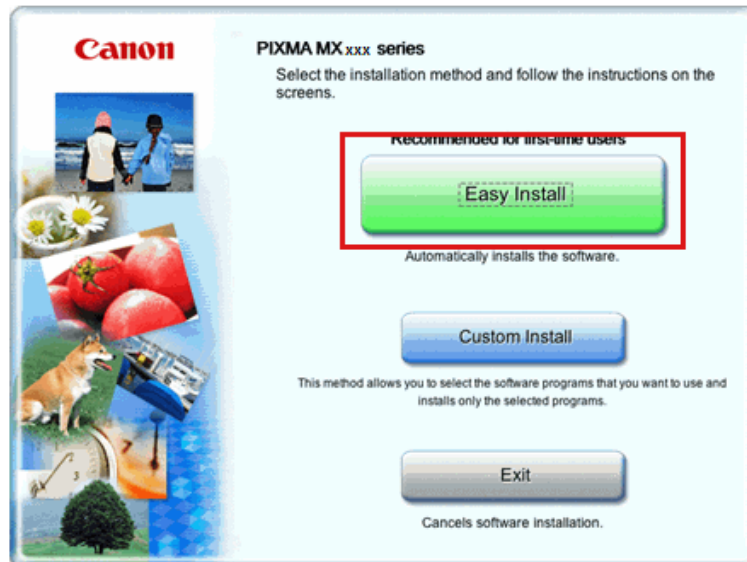 Canon
PIXMA MX xxx series
Select the installation method and follow the instructions on the
screens.
Recommended for first-time users
Easy Install
Automatically installs the software.
Custom Install
This method allows you to select the software programs that you want to use and
installs only the selected programs.
Exit
Cancels software installation.